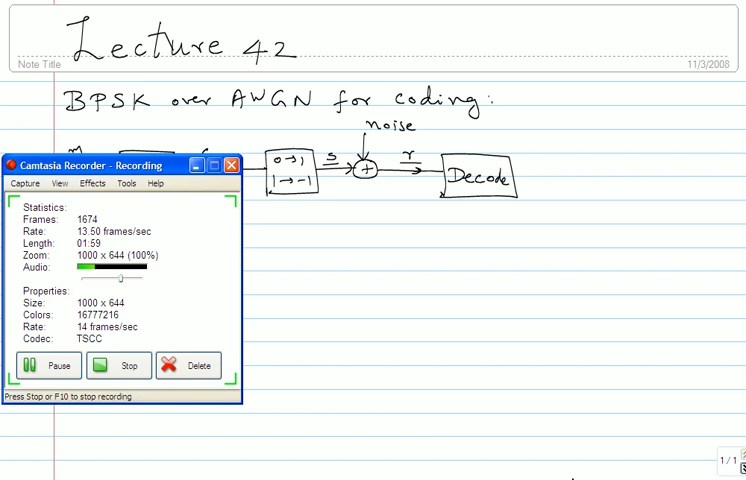 Lecture 42
Note Title
11/3/2008
BPSK over AWGN for coding:
noise
m
0→1
1→-1
s
+
r
Decode
Camtasia Recorder - Recording
Capture View Effects Tools Help
Statistics:
Frames: 1674
Rate: 13.50 frames/sec
Length: 01:59
Zoom: 1000 x 644 (100%)
Audio:
Properties:
Size: 1000 x 644
Colors: 16777216
Rate: 14 frames/sec
Codec: TSCC
Pause Stop Delete
Press Stop or F10 to stop recording
1 / 1